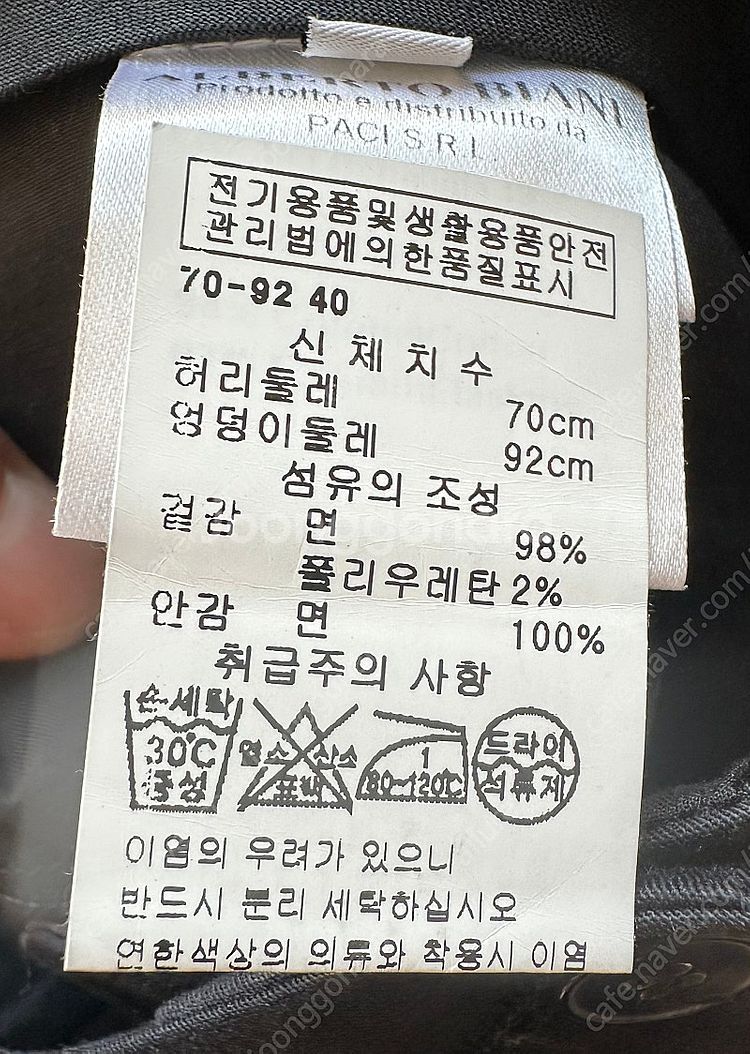 ALBERTO BIANI
Prodotto e distribuito da
PACI S.R.L.
전기용품및생활용품안전
관리법에의한품질표시
70-92 40
신 체 치 수
허리둘레 70cm
엉덩이둘레 92cm
섬유의 조성
겉감 면 98%
폴리우레탄 2%
안감 면 100%
취급주의 사항
손세탁
30℃
중성
염소 산소
표백
1
80~120℃
드라이
석유제
이염의 우려가 있으니
반드시 분리 세탁하십시오
연한색상의 의류와 착용시 이염
cafe.naver.com